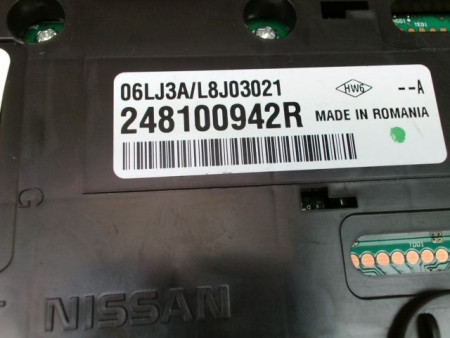 06LJ3A/L8J03021
HW6
--A
248100942R
MADE IN ROMANIA
G
NISSAN